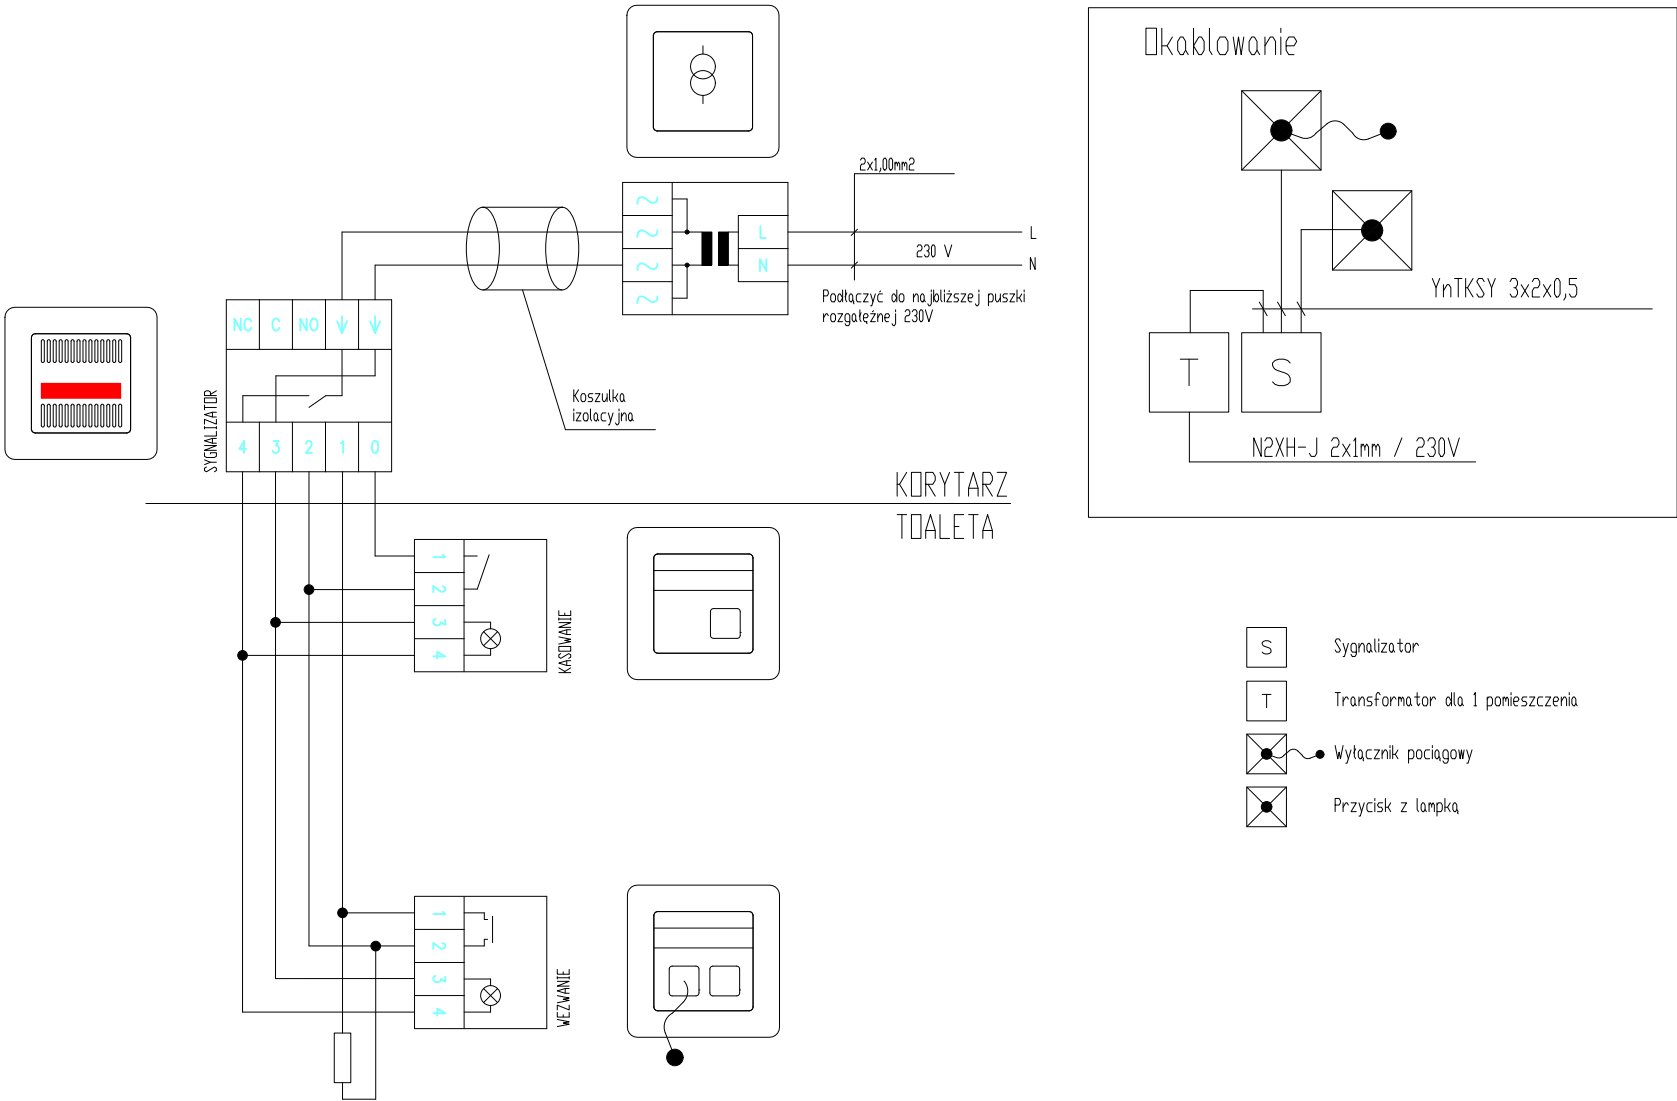 Okablowanie
2x1,00mm2
L
230 V
N
L
N
Podłączyć do najbliższej puszki
rozgałęźnej 230V
NC C NO
SYGNALIZATOR
4 3 2 1 0
Koszulka
izolacyjna
KORYTARZ
TOALETA
YnTKSY 3x2x0,5
T
S
N2XH-J 2x1mm / 230V
1
2
3
4
KASOWANIE
1
2
3
4
WEZWANIE
S Sygnalizator
T Transformator dla 1 pomieszczenia
Wyłącznik pociągowy
Przycisk z lampką